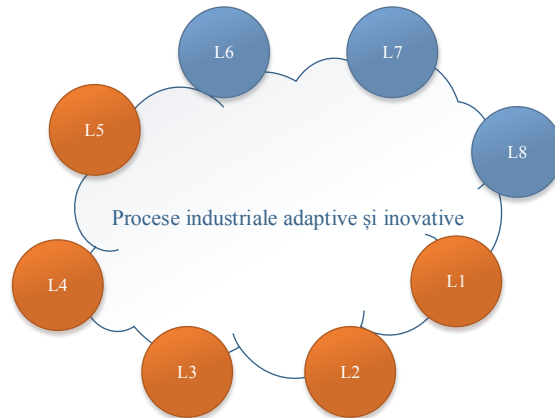 L6
L7
L5
L8
Procese industriale adaptive și inovative
L4
L1
L3
L2